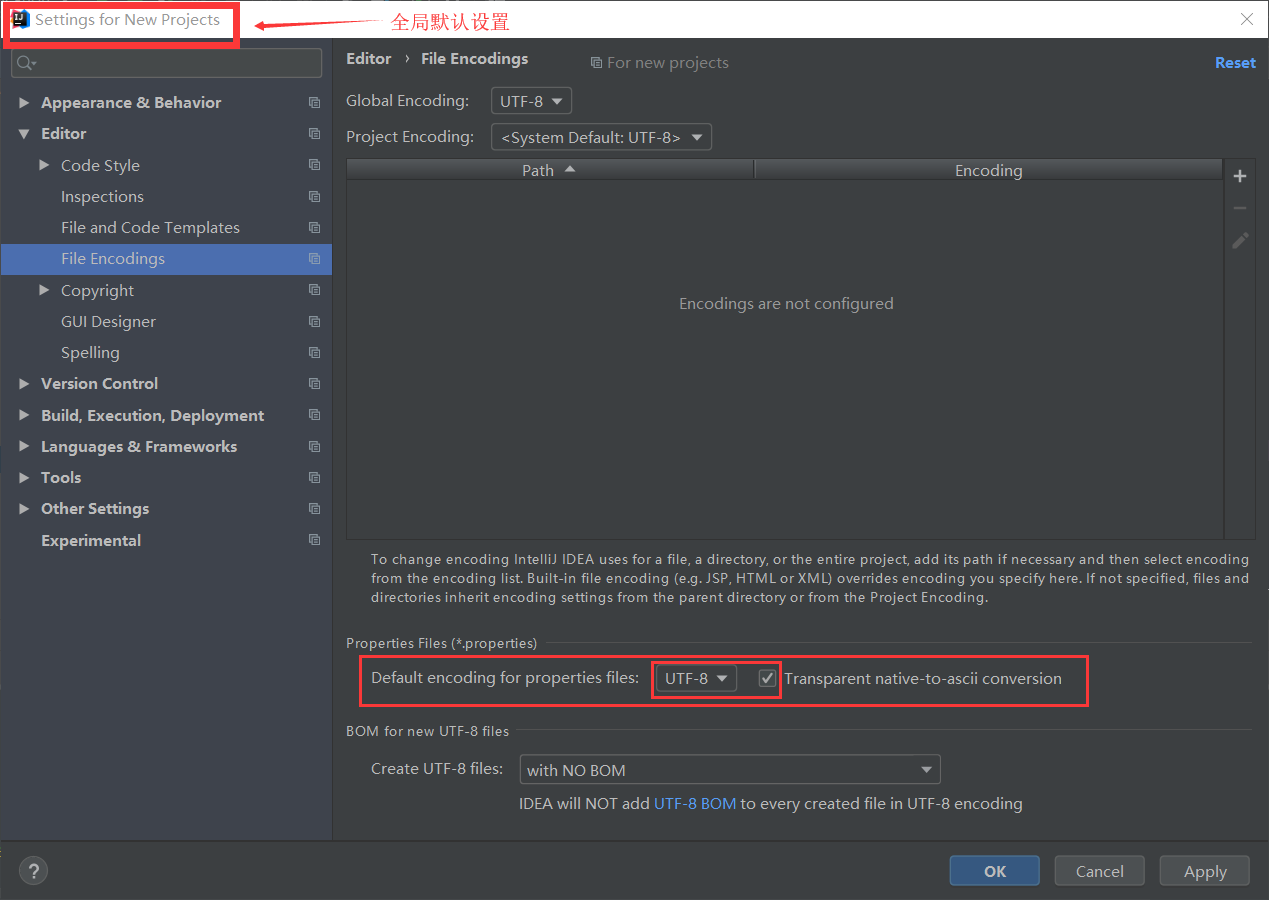 Settings for New Projects
全局默认设置
Editor › File Encodings
For new projects
Reset
Appearance & Behavior
Editor
Code Style
Inspections
File and Code Templates
File Encodings
Copyright
GUI Designer
Spelling
Version Control
Build, Execution, Deployment
Languages & Frameworks
Tools
Other Settings
Experimental
Global Encoding: UTF-8
Project Encoding: <System Default: UTF-8>
Path Encoding
Encodings are not configured
To change encoding IntelliJ IDEA uses for a file, a directory, or the entire project, add its path if necessary and then select encoding
from the encoding list. Built-in file encoding (e.g. JSP, HTML or XML) overrides encoding you specify here. If not specified, files and
directories inherit encoding settings from the parent directory or from the Project Encoding.
Properties Files (*.properties)
Default encoding for properties files: UTF-8 Transparent native-to-ascii conversion
BOM for new UTF-8 files
Create UTF-8 files: with NO BOM
IDEA will NOT add UTF-8 BOM to every created file in UTF-8 encoding
?
OK Cancel Apply